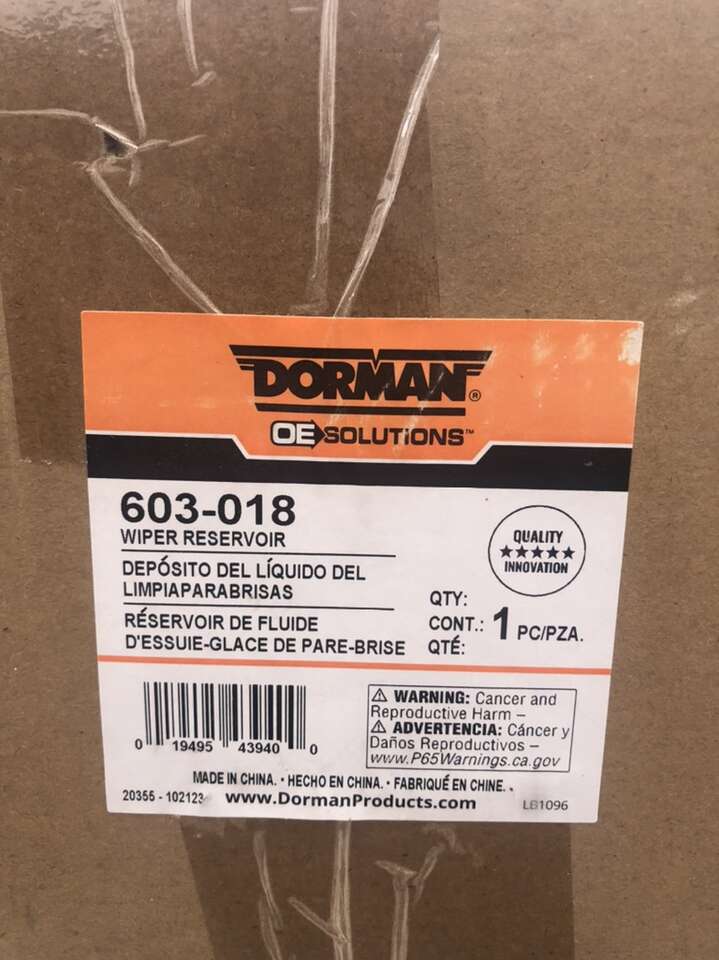 DORMAN®
OE SOLUTIONS™
603-018
WIPER RESERVOIR
DEPÓSITO DEL LÍQUIDO DEL
LIMPIAPARABRISAS
RÉSERVOIR DE FLUIDE
D'ESSUIE-GLACE DE PARE-BRISE
QUALITY
★★★★★
INNOVATION
QTY:
CONT.: 1 PC/PZA.
QTÉ:
0 19495 43940 0
⚠ WARNING: Cancer and
Reproductive Harm –
⚠ ADVERTENCIA: Cáncer y
Daños Reproductivos –
www.P65Warnings.ca.gov
MADE IN CHINA. • HECHO EN CHINA. • FABRIQUÉ EN CHINE.
20355 - 102123 www.DormanProducts.com LB1096